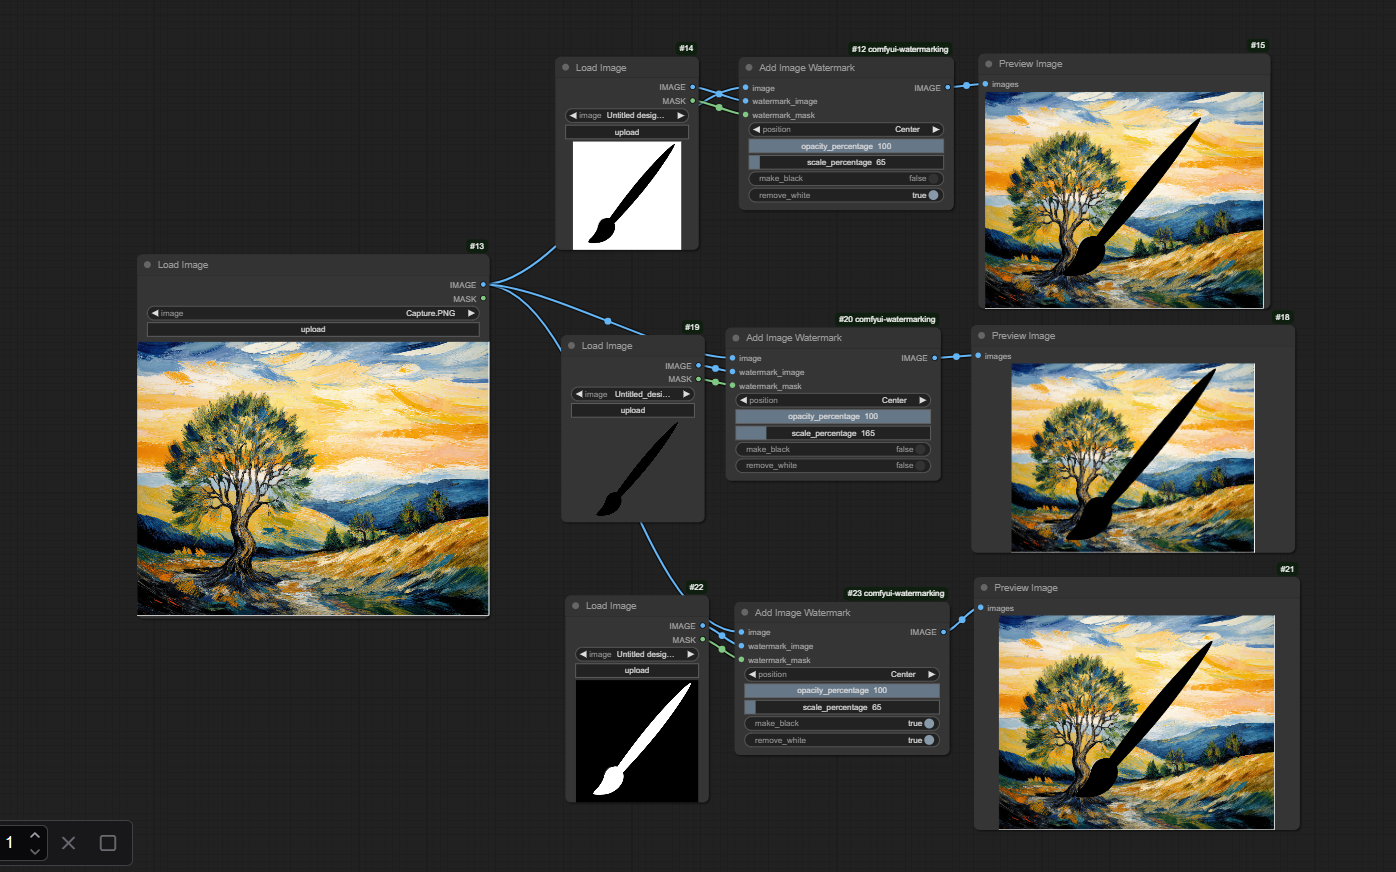 #14
Load Image
IMAGE
MASK
image Untitled desig...
upload
#12 comfyui-watermarking
Add Image Watermark
image IMAGE
watermark_image
watermark_mask
position Center
opacity_percentage 100
scale_percentage 65
make_black false
remove_white true
#15
Preview Image
images
#13
Load Image
IMAGE
MASK
image Capture.PNG
upload
#19
Load Image
IMAGE
MASK
image Untitled_desi...
upload
#20 comfyui-watermarking
Add Image Watermark
image IMAGE
watermark_image
watermark_mask
position Center
opacity_percentage 100
scale_percentage 165
make_black false
remove_white false
#18
Preview Image
images
#22
Load Image
IMAGE
MASK
image Untitled desig...
upload
#23 comfyui-watermarking
Add Image Watermark
image IMAGE
watermark_image
watermark_mask
position Center
opacity_percentage 100
scale_percentage 65
make_black true
remove_white true
#21
Preview Image
images
1